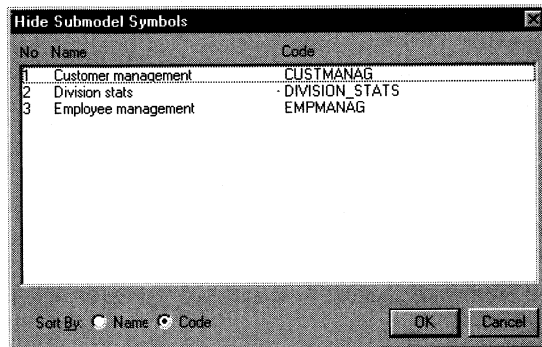 Hide Submodel Symbols
No Name Code
1 Customer management CUSTMANAG
2 Division stats DIVISION_STATS
3 Employee management EMPMANAG
Sort By: Name Code OK Cancel